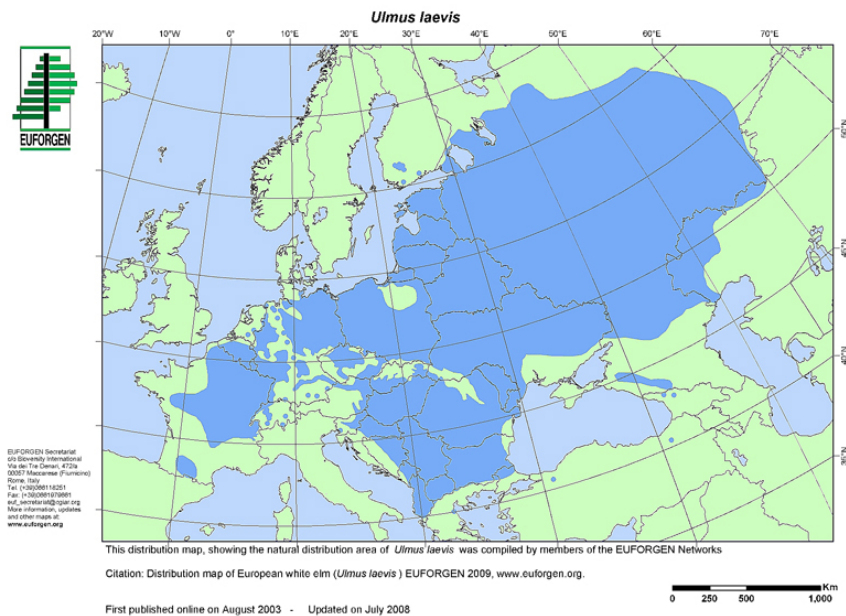 Ulmus laevis
20°W 10°W 0° 10°E 20°E 30°E 40°E 50°E 60°E 70°E
EUFORGEN
50°N
45°N
40°N
35°N
EUFORGEN Secretariat
c/o Bioversity International
Via dei Tre Denari, 472/a
00057 Maccarese (Fiumicino)
Rome, Italy
Tel. (+39)066118251
Fax: (+39)0661979661
euf_secretariat@cgiar.org
More information, updates
and other maps at:
www.euforgen.org
This distribution map, showing the natural distribution area of Ulmus laevis was compiled by members of the EUFORGEN Networks
Citation: Distribution map of European white elm (Ulmus laevis ) EUFORGEN 2009, www.euforgen.org.
First published online on August 2003 - Updated on July 2008
Km
0 250 500 1,000